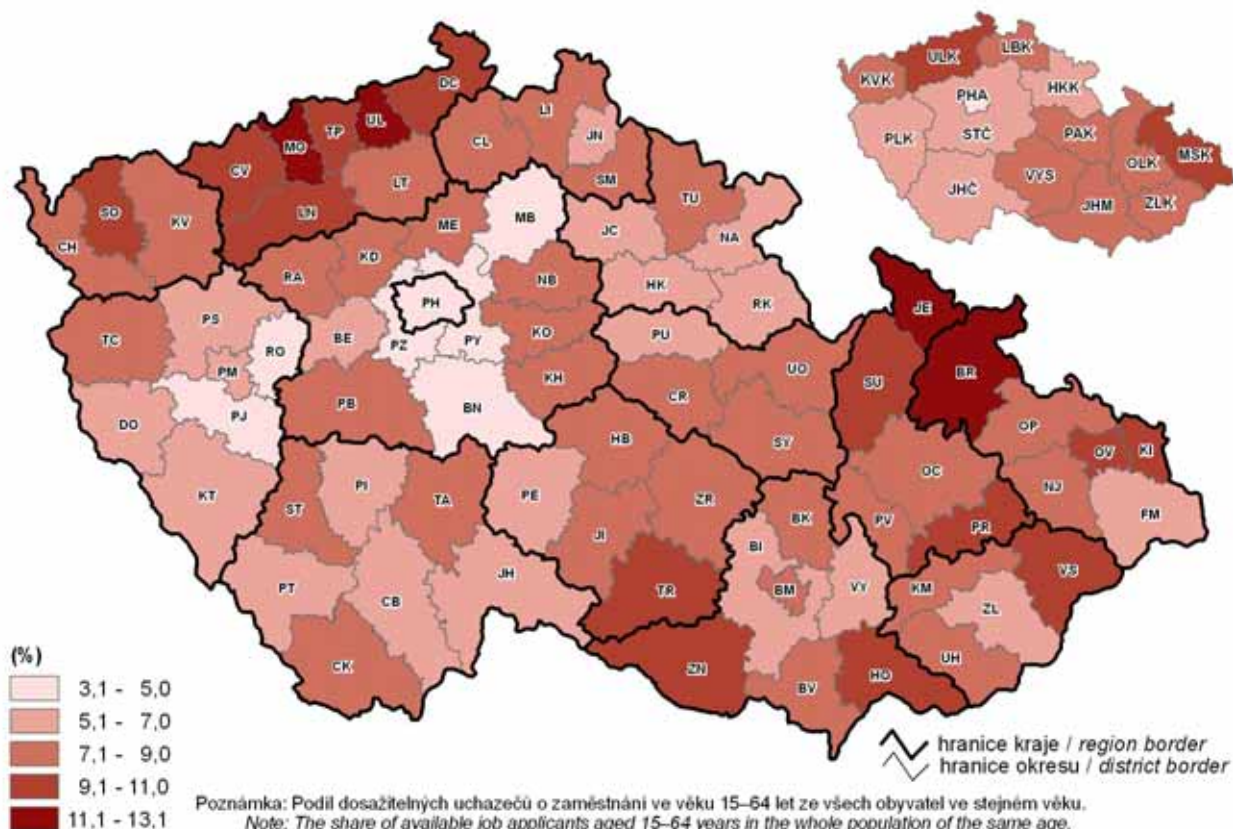 DC
UL
TP
MO
CV
LT
LN
SO
KV
CH
CL
LI
JN
SM
TU
MB
ME
JC
NA
RA
KD
NB
HK
RK
PH
TC
PS
RO
BE
PZ
PY
KO
PU
PM
KH
UO
JE
DO
PJ
PB
BN
CR
SU
BR
KT
HB
SY
OP
OV
KI
ST
PI
TA
PE
ZR
OC
NJ
FM
JI
BK
PV
PR
PT
CB
JH
BI
VY
TR
BM
KM
VS
ZL
CK
ZN
BV
HO
UH
KVK
ULK
LBK
HKK
PHA
STČ
PLK
PAK
OLK
MSK
JHČ
VYS
JHM
ZLK
(%)
3,1 - 5,0
5,1 - 7,0
7,1 - 9,0
9,1 - 11,0
11,1 - 13,1
hranice kraje / region border
hranice okresu / district border
Poznámka: Podíl dosažitelných uchazečů o zaměstnání ve věku 15–64 let ze všech obyvatel ve stejném věku.
Note: The share of available job applicants aged 15–64 years in the whole population of the same age.